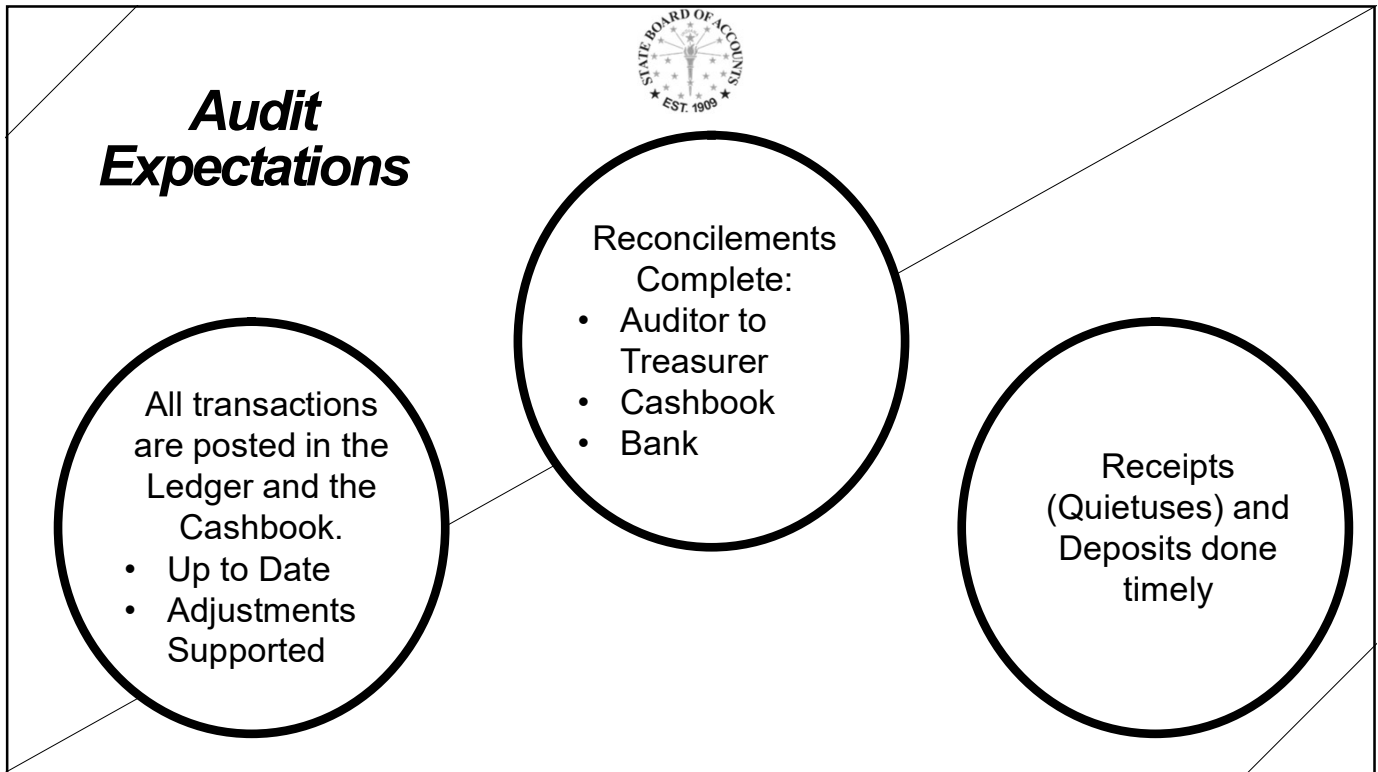 STATE BOARD OF ACCOUNTS
★ EST. 1909 ★
Audit
Expectations
Reconcilements
Complete:
• Auditor to
Treasurer
• Cashbook
• Bank
All transactions
are posted in the
Ledger and the
Cashbook.
• Up to Date
• Adjustments
Supported
Receipts
(Quietuses) and
Deposits done
timely